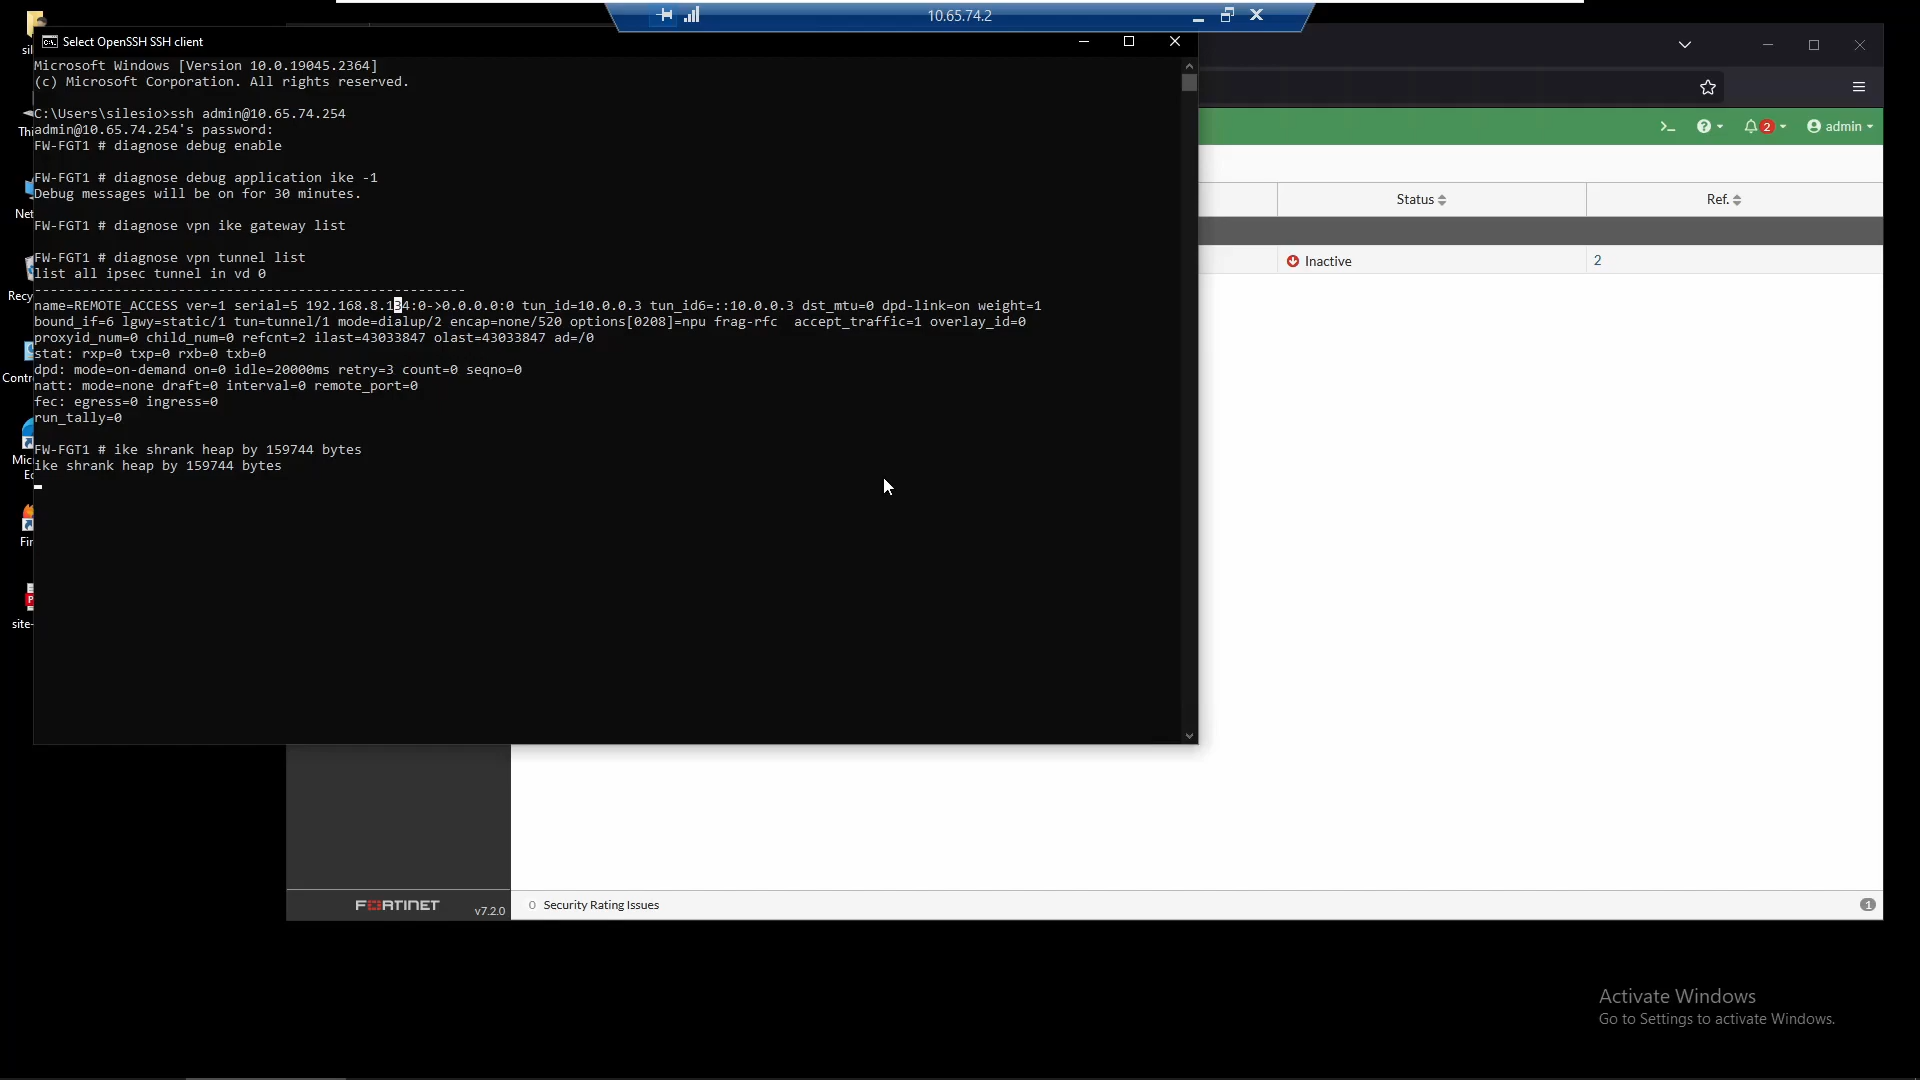 10.65.74.2
Select OpenSSH SSH client
Microsoft Windows [Version 10.0.19045.2364]
(c) Microsoft Corporation. All rights reserved.
C:\Users\silesio>ssh admin@10.65.74.254
admin@10.65.74.254's password:
FW-FGT1 # diagnose debug enable
FW-FGT1 # diagnose debug application ike -1
Debug messages will be on for 30 minutes.
FW-FGT1 # diagnose vpn ike gateway list
FW-FGT1 # diagnose vpn tunnel list
list all ipsec tunnel in vd 0
------------------------------------------------------
name=REMOTE_ACCESS ver=1 serial=5 192.168.8.134:0->0.0.0.0:0 tun_id=10.0.0.3 tun_id6=::10.0.0.3 dst_mtu=0 dpd-link=on weight=1
bound_if=6 lgwy=static/1 tun=tunnel/1 mode=dialup/2 encap=none/520 options[0208]=npu frag-rfc  accept_traffic=1 overlay_id=0
proxyid_num=0 child_num=0 refcnt=2 ilast=43033847 olast=43033847 ad=/0
stat: rxp=0 txp=0 rxb=0 txb=0
dpd: mode=on-demand on=0 idle=20000ms retry=3 count=0 seqno=0
natt: mode=none draft=0 interval=0 remote_port=0
fec: egress=0 ingress=0
run_tally=0
FW-FGT1 # ike shrank heap by 159744 bytes
ike shrank heap by 159744 bytes
2
admin
Status
Ref.
Inactive
2
FORTINET
v7.2.0
0 Security Rating Issues
1
Activate Windows
Go to Settings to activate Windows.
sil
Thi
Net
Recy
Contr
Mic
Ec
Fir
site-